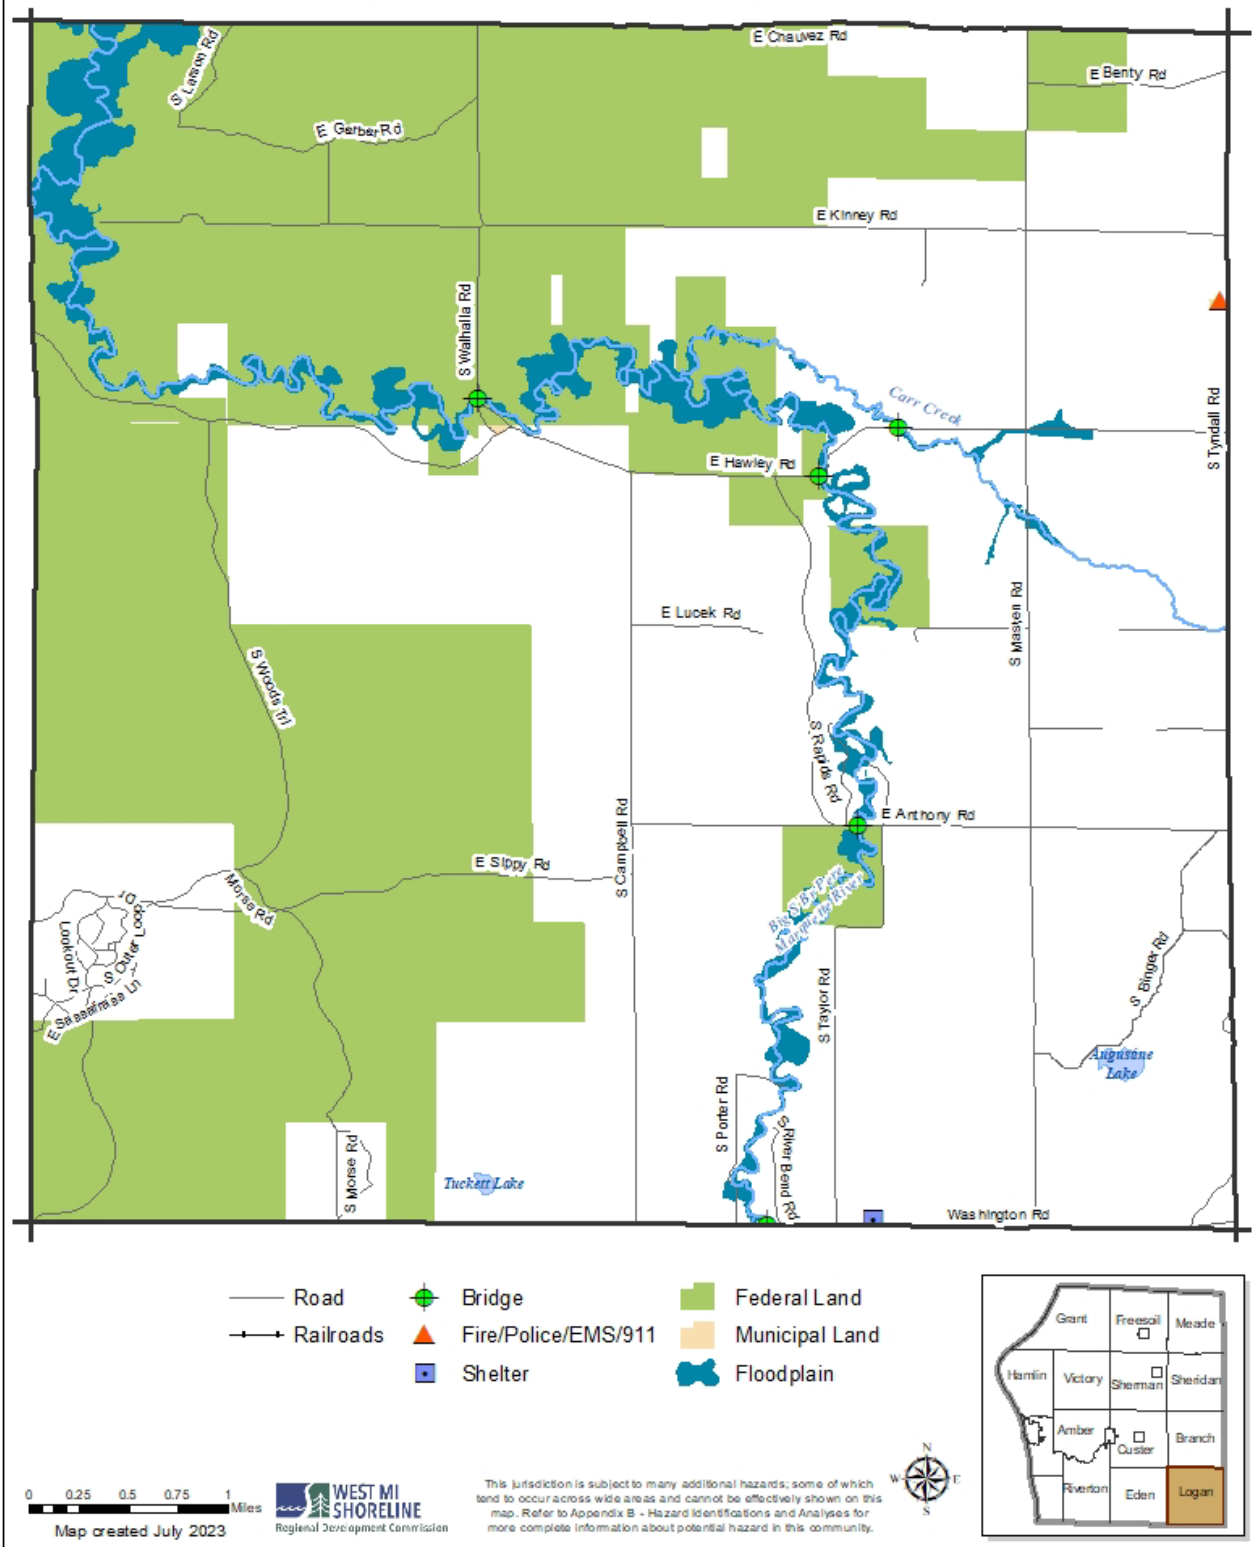 E Chauvez Rd
S Larson Rd
E Benty Rd
E Gerber Rd
E Kinney Rd
S Walhalla Rd
Carr Creek
S Tyndall Rd
E Hawley Rd
E Lucek Rd
S Masten Rd
S Woods Trl
S Rapids Rd
S Campbell Rd
E Anthony Rd
E Sippy Rd
Morse Rd
Big S Br Pere
Marquette River
Lookout Dr
S Outer Loop
Dr
E Sassafrass Ln
S Taylor Rd
S Binger Rd
Augustine
Lake
S Porter Rd
S River Bend Rd
S Morse Rd
Tuckett Lake
Washington Rd
Road
Bridge
Federal Land
Railroads
Fire/Police/EMS/911
Municipal Land
Shelter
Floodplain
Grant
Freesoil
Meade
Hamlin
Victory
Sherman
Sheridan
Amber
Custer
Branch
Riverton
Eden
Logan
0 0.25 0.5 0.75 1
Miles
Map created July 2023
WEST MI
SHORELINE
Regional Development Commission
This jurisdiction is subject to many additional hazards; some of which
tend to occur across wide areas and cannot be effectively shown on this
map. Refer to Appendix B - Hazard Identifications and Analyses for
more complete information about potential hazard in this community.
N
W
E
S